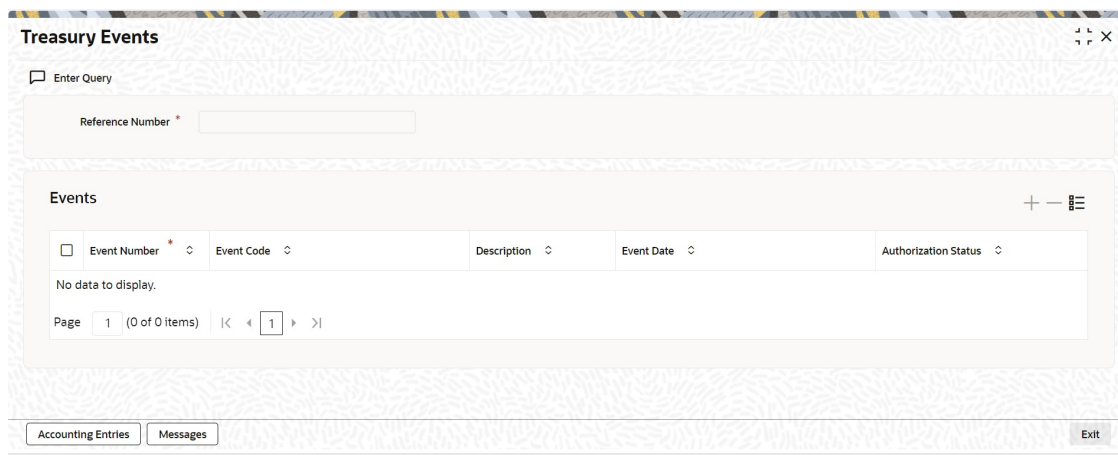 Treasury Events
Enter Query
Reference Number *
Events
Event Number * Event Code Description Event Date Authorization Status
No data to display.
Page 1 (0 of 0 items) 1
Accounting Entries Messages Exit